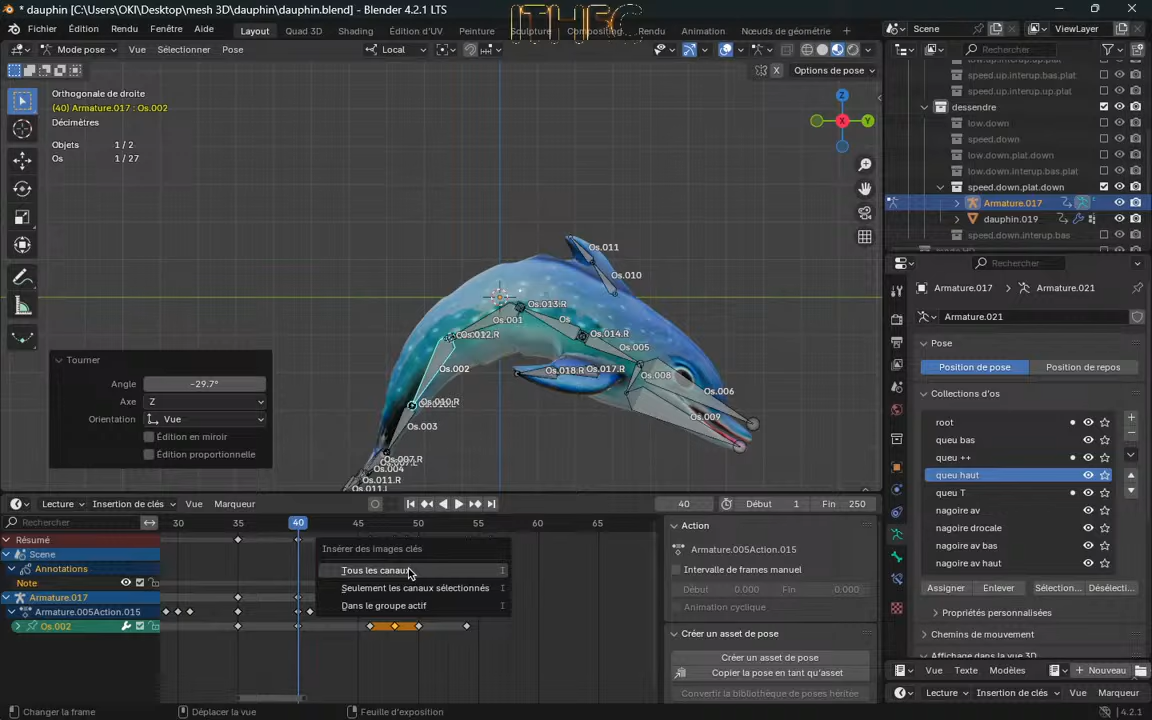 * dauphin [C:\Users\OKI\Desktop\mesh 3D\dauphin\dauphin.blend] - Blender 4.2.1 LTS
Fichier Édition Rendu Fenêtre Aide Layout Quad 3D Shading Édition d'UV Peinture Sculpture Compositing Rendu Animation Nœuds de géométrie Scene ViewLayer
Mode pose Vue Sélectionner Pose Local Rechercher
X Options de pose
Orthogonale de droite
(40) Armature.017 : Os.002
Décimètres
Objets 1 / 2
Os 1 / 27
Z
Y
X
speed.up.interup.bas.plat
speed.up.interup.up.plat
dessendre
low.down
speed.down
low.down.plat.down
low.down.interup.bas.plat
speed.down.plat.down
Armature.017
dauphin.019
speed.down.interup.bas
Os.011
Os.010
Os.013.R
Os.001
Os
Os.012.R
Os.014.R
Os.005
Os.002
Os.018.R
Os.017.R
Os.008
Os.006
Os.009
Os.010.R
Os.003
Os.007.R
Os.004
Os.011.R
Tourner
Angle -29.7°
Axe Z
Orientation Vue
Édition en miroir
Édition proportionnelle
Rechercher
Armature.017 Armature.021
Armature.021
Pose
Position de pose Position de repos
Collections d'os
root
queu bas
queu ++
queu haut
queu T
nagoire av
nagoire drocale
nagoire av bas
nagoire av haut
Assigner Enlever Sélection... Désélecti...
Propriétés personnalisées
Chemins de mouvement
Affichage dans la vue 3D
Lecture Insertion de clés Vue Marqueur 40 Début 1 Fin 250
Rechercher 30 35 40 45 50 55 60 65
Résumé
Scene
Annotations
Note
Armature.017
Armature.005Action.015
Os.002
Insérer des images clés
Tous les canaux I
Seulement les canaux sélectionnés I
Dans le groupe actif I
Action
Armature.005Action.015
Intervalle de frames manuel
Début 0.000 Fin 0.000
Animation cyclique
Créer un asset de pose
Créer un asset de pose
Copier la pose en tant qu'asset
Convertir la bibliothèque de poses héritée
Vue Texte Modèles Nouveau
Lecture Insertion de clés Vue Marqueur
Changer la frame Déplacer la vue Feuille d'exposition 4.2.1